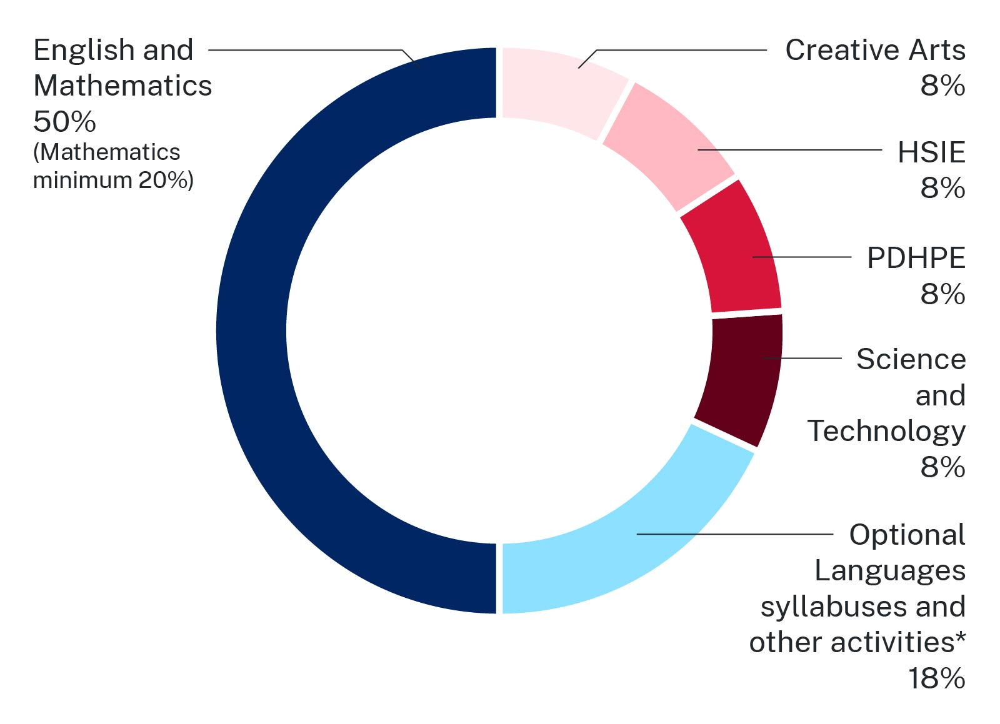 English and
Mathematics
50%
(Mathematics
minimum 20%)
Creative Arts
8%
HSIE
8%
PDHPE
8%
Science
and
Technology
8%
Optional
Languages
syllabuses and
other activities*
18%